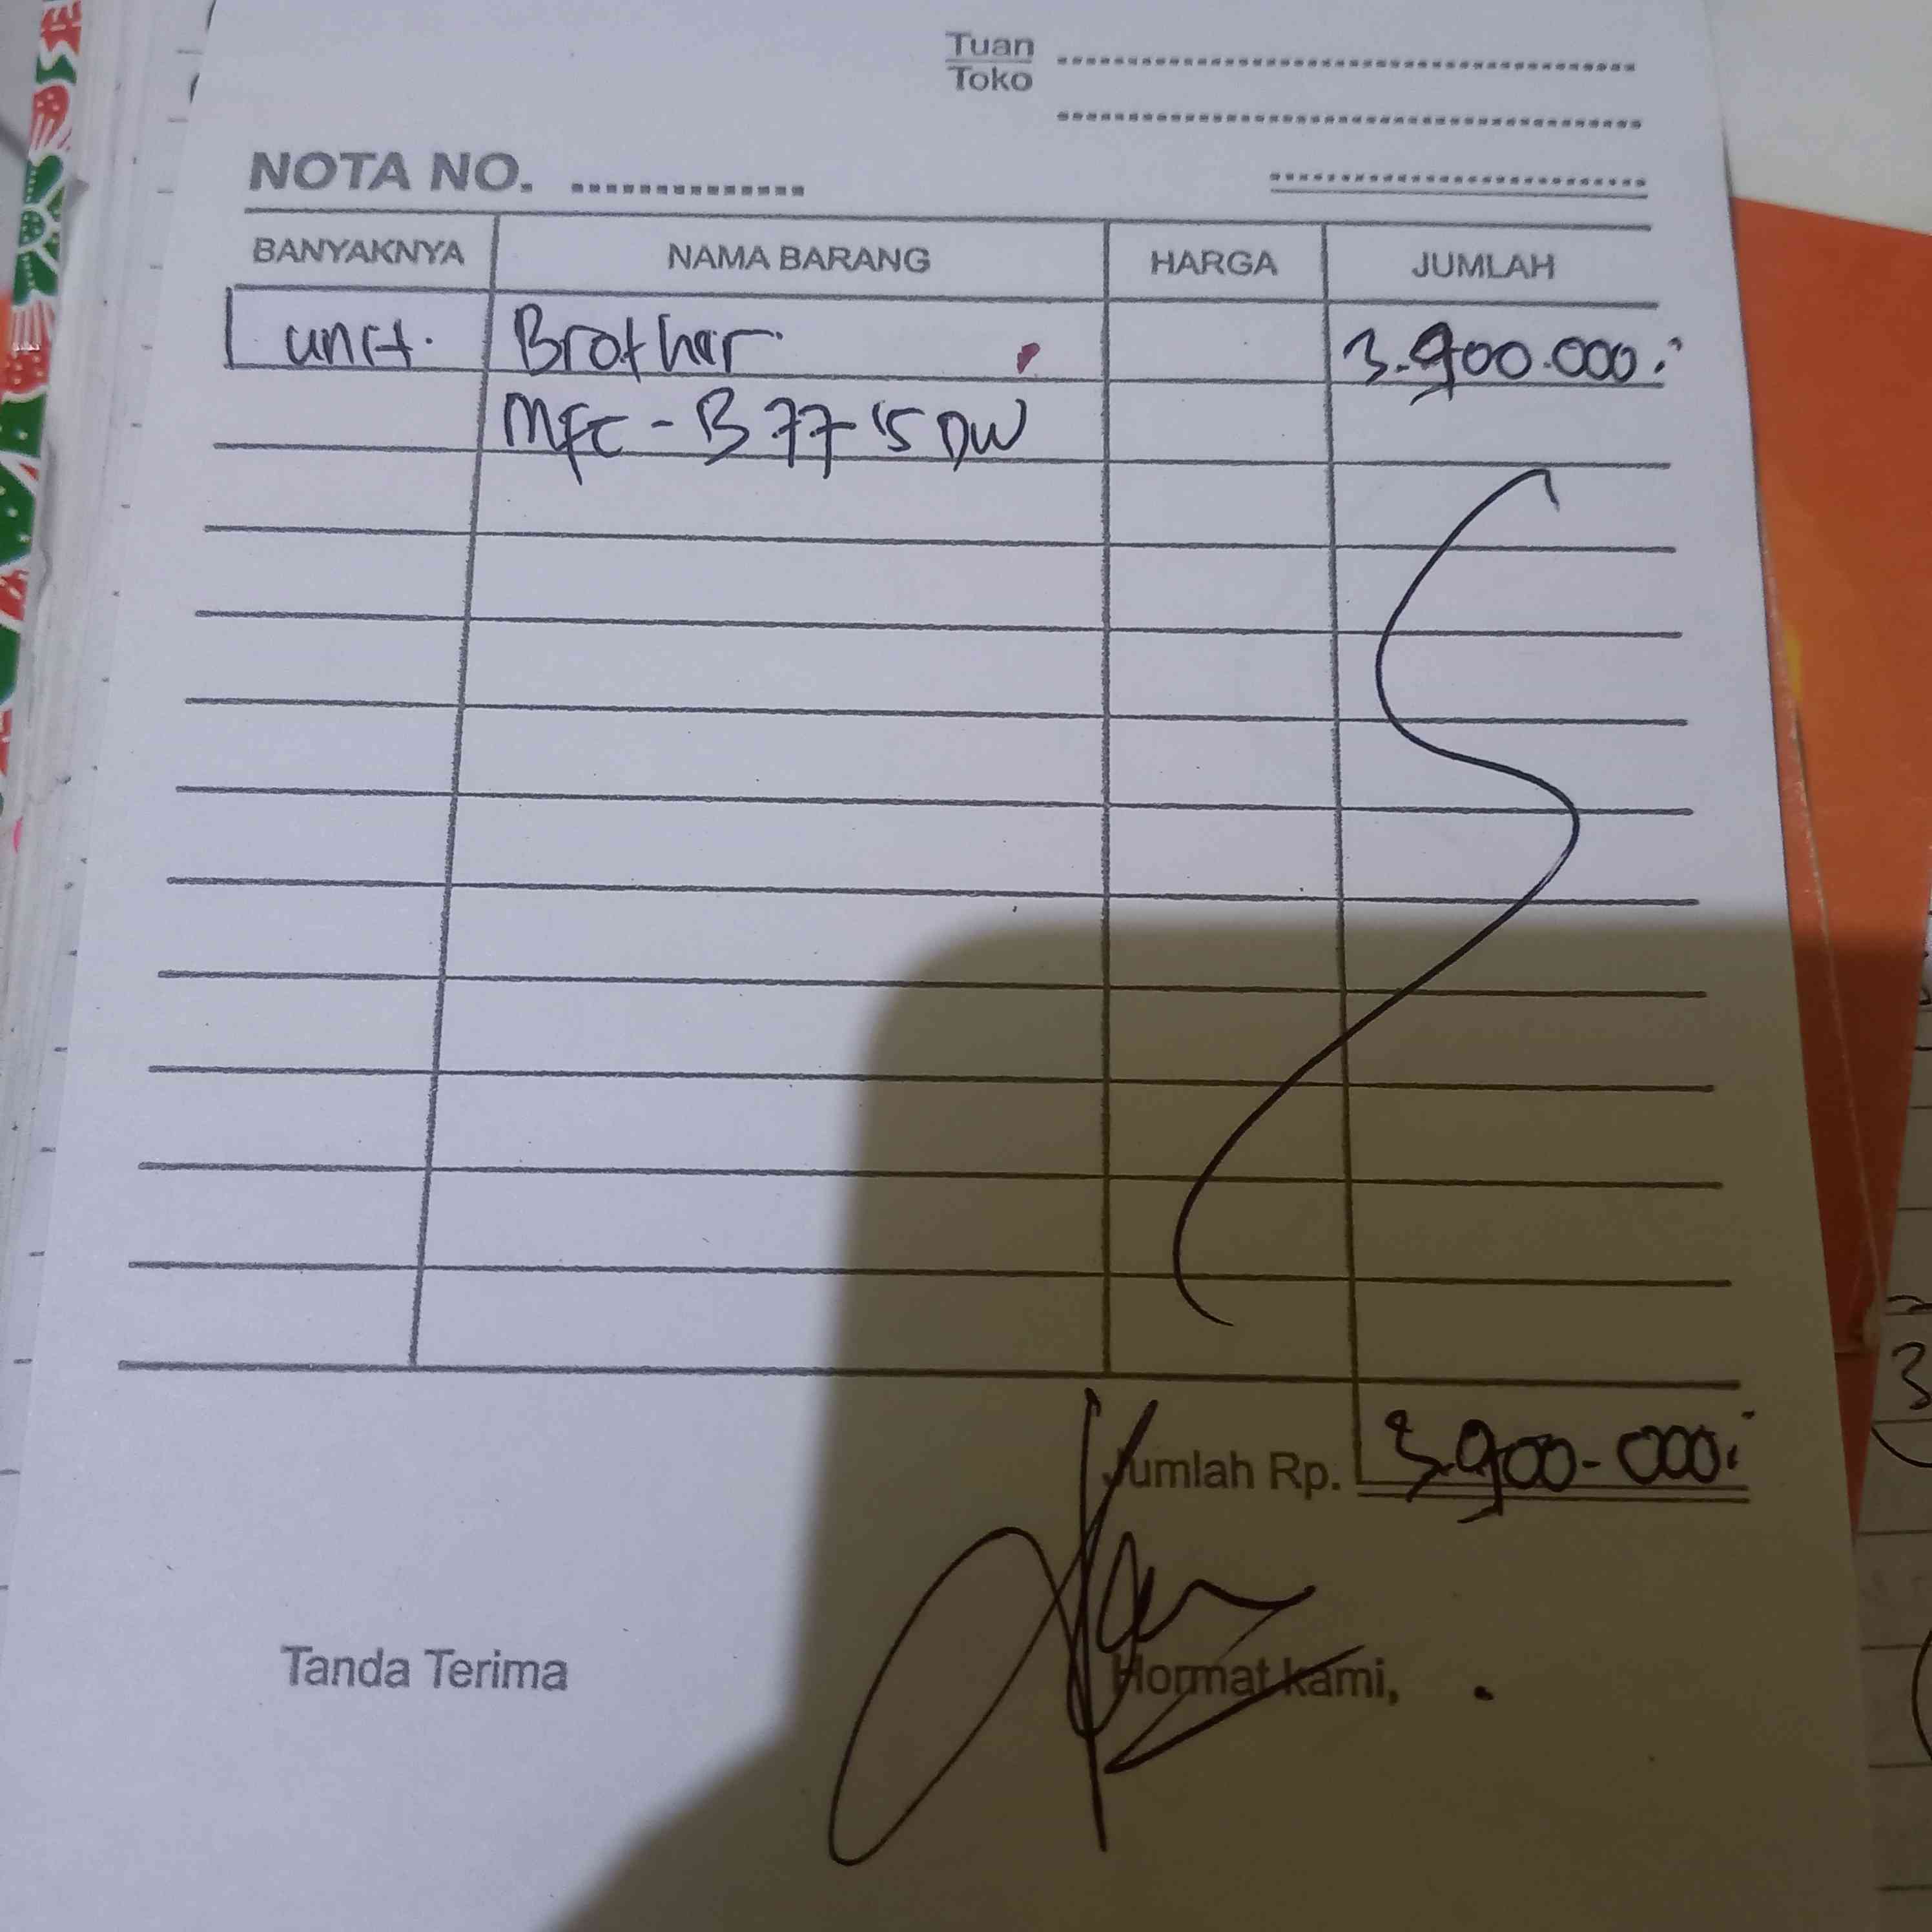 Tuan
Toko
NOTA NO.
BANYAKNYA NAMA BARANG HARGA JUMLAH
1 unit. Brother 3.900.000.-
MFC - B7715DW
Jumlah Rp. 3.900.000.-
Tanda Terima Hormat kami,